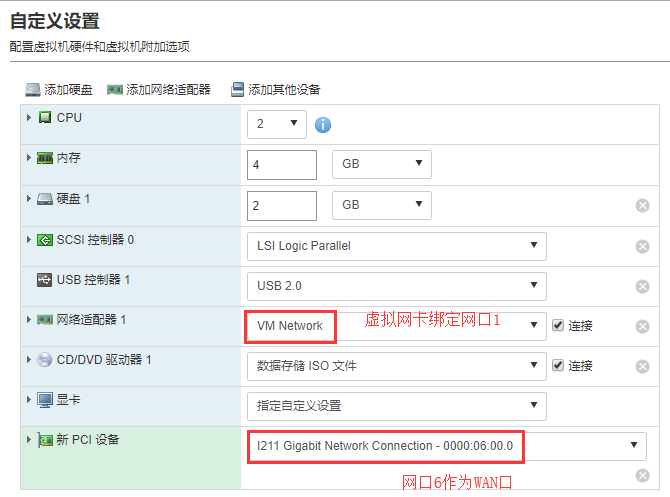 自定义设置
配置虚拟机硬件和虚拟机附加选项
添加硬盘 添加网络适配器 添加其他设备
CPU 2
内存 4 GB
硬盘 1 2 GB
SCSI 控制器 0 LSI Logic Parallel
USB 控制器 1 USB 2.0
网络适配器 1 VM Network 虚拟网卡绑定网口1 连接
CD/DVD 驱动器 1 数据存储 ISO 文件 连接
显卡 指定自定义设置
新 PCI 设备 I211 Gigabit Network Connection - 0000:06:00.0
网口6作为WAN口